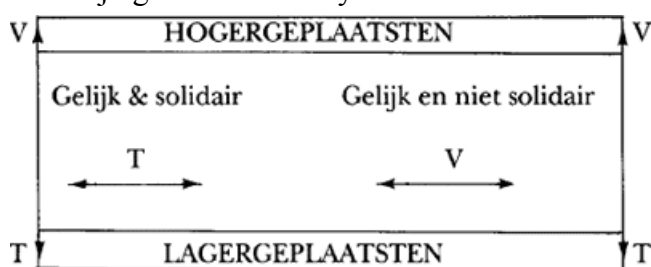 V HOGERGEPLAATSTEN V
Gelijk & solidair Gelijk en niet solidair
T V
T LAGERGEPLAATSTEN T